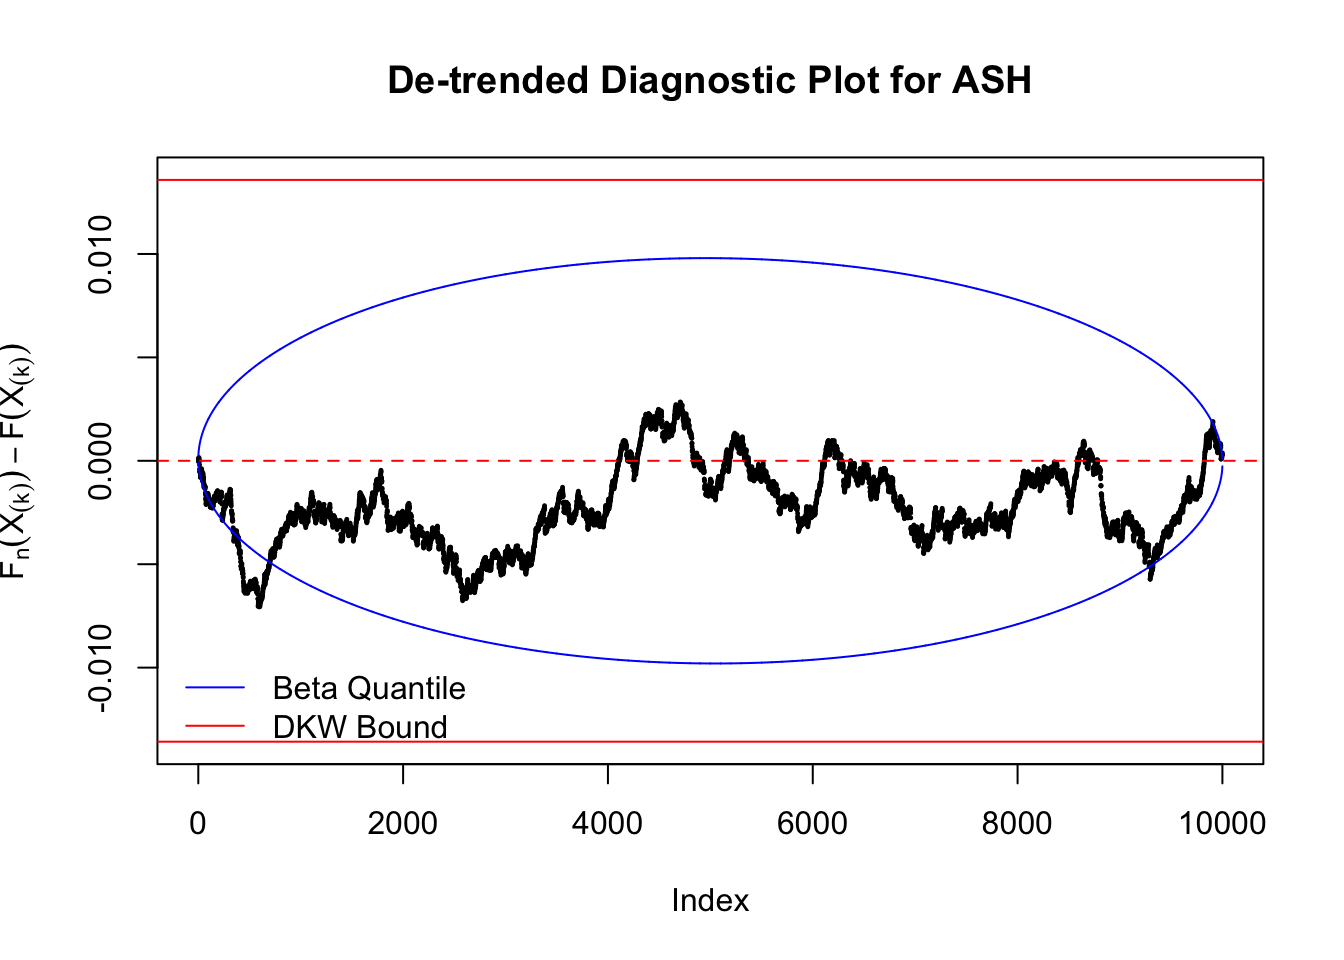 De-trended Diagnostic Plot for ASH
Fn(X(k)) − F(X(k))
0.010
0.000
-0.010
Beta Quantile
DKW Bound
0 2000 4000 6000 8000 10000
Index